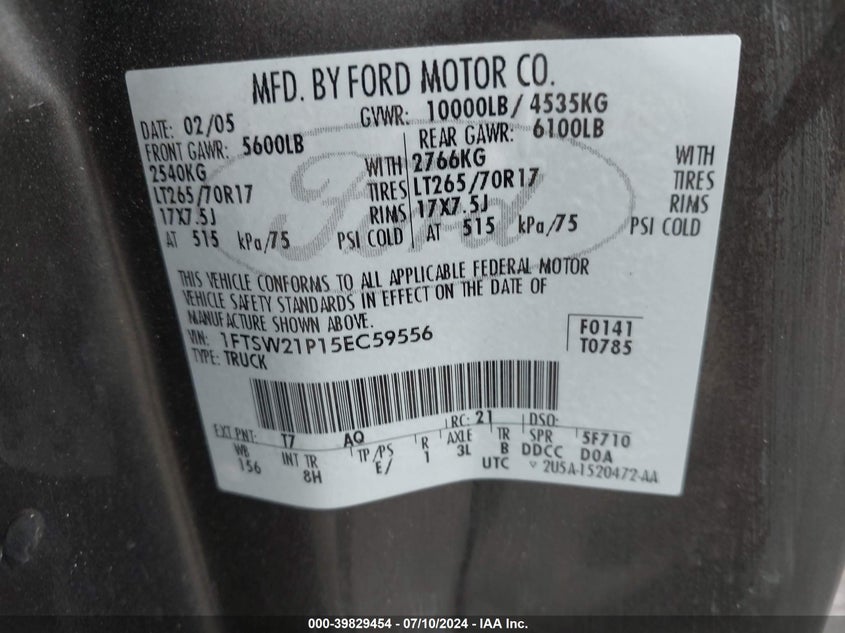 MFD. BY FORD MOTOR CO.
DATE: 02/05 GVWR: 10000LB/ 4535KG
FRONT GAWR: 5600LB REAR GAWR: 6100LB
2540KG WITH 2766KG WITH
LT265/70R17 TIRES LT265/70R17 TIRES
17X7.5J RIMS 17X7.5J RIMS
AT 515 kPa/75 PSI COLD AT 515 kPa/75 PSI COLD
Ford
THIS VEHICLE CONFORMS TO ALL APPLICABLE FEDERAL MOTOR
VEHICLE SAFETY STANDARDS IN EFFECT ON THE DATE OF
MANUFACTURE SHOWN ABOVE.
VIN: 1FTSW21P15EC59556 F0141
TYPE: TRUCK T0785
EXT PNT: T7 AQ RC: 21 DSO:
WB INT TR TP/PS R AXLE TR SPR 5F710
156 8H E/ 1 3L B DDCC DOA
UTC ▽ 2U5A-1520472-AA
000-39829454 / 07/10/2024 - IAA Inc.